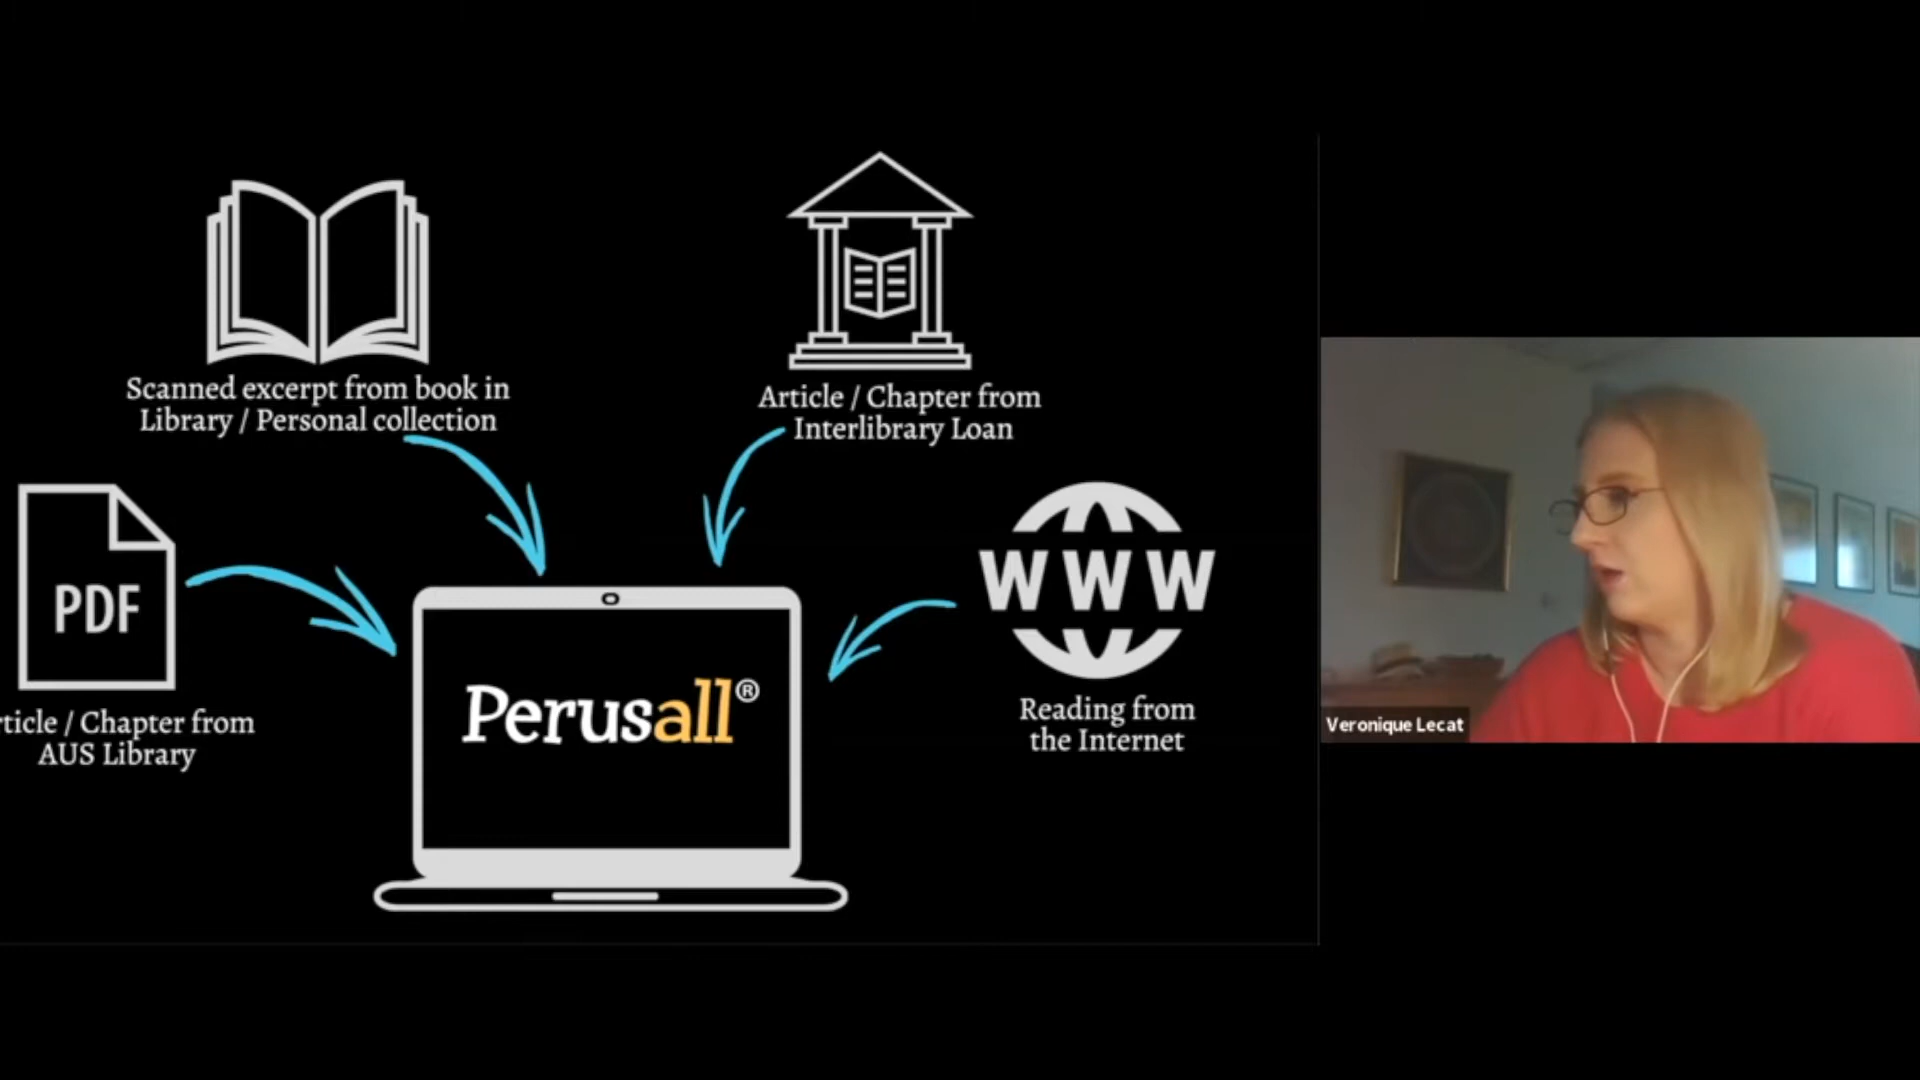 Scanned excerpt from book in
Library / Personal collection
Article / Chapter from
Interlibrary Loan
PDF
/ Chapter from
AUS Library
Perusall®
WWW
Reading from
the Internet
Veronique Lecat